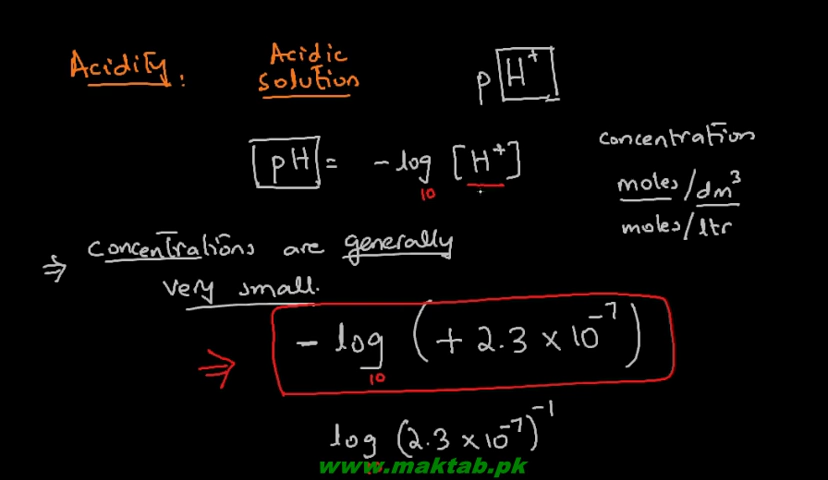 Acidity: Acidic solution p[H⁺]
pH = -log₁₀ [H⁺]
concentration
moles/dm³
moles/ltr
⇒ Concentrations are generally
very small.
⇒ -log₁₀ (+2.3 × 10⁻⁷)
log₁₀ (2.3 × 10⁻⁷)⁻¹
www.maktab.pk